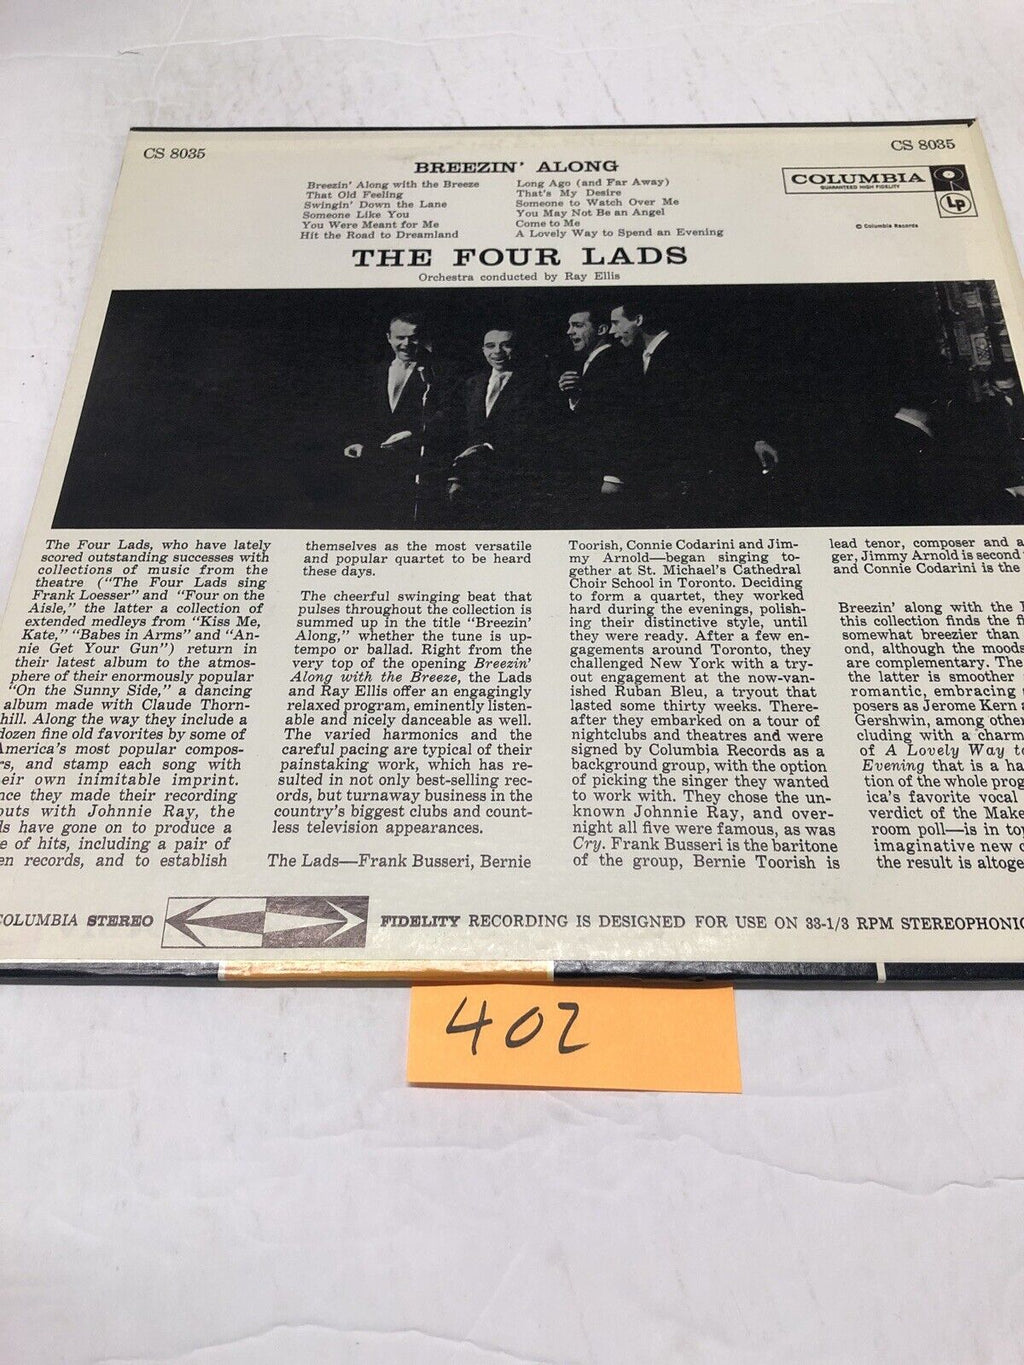 CS 8035
CS 8035
BREEZIN' ALONG
Breezin' Along with the Breeze
That Old Feeling
Swingin' Down the Lane
Someone Like You
You Were Meant for Me
Hit the Road to Dreamland
Long Ago (and Far Away)
That's My Desire
Someone to Watch Over Me
You May Not Be an Angel
Come to Me
A Lovely Way to Spend an Evening
COLUMBIA
GUARANTEED HIGH FIDELITY
Lp
© Columbia Records
THE FOUR LADS
Orchestra conducted by Ray Ellis
The Four Lads, who have lately
scored outstanding successes with
collections of music from the
theatre ("The Four Lads sing
Frank Loesser" and "Four on the
Aisle," the latter a collection of
extended medleys from "Kiss Me,
Kate," "Babes in Arms" and "An-
nie Get Your Gun") return in
their latest album to the atmos-
phere of their enormously popular
"On the Sunny Side," a dancing
album made with Claude Thorn-
hill. Along the way they include a
dozen fine old favorites by some of
America's most popular compos-
rs, and stamp each song with
eir own inimitable imprint.
nce they made their recording
outs with Johnnie Ray, the
ds have gone on to produce a
e of hits, including a pair of
en records, and to establish
themselves as the most versatile
and popular quartet to be heard
these days.
The cheerful swinging beat that
pulses throughout the collection is
summed up in the title "Breezin'
Along," whether the tune is up-
tempo or ballad. Right from the
very top of the opening Breezin'
Along with the Breeze, the Lads
and Ray Ellis offer an engagingly
relaxed program, eminently listen-
able and nicely danceable as well.
The varied harmonics and the
careful pacing are typical of their
painstaking work, which has re-
sulted in not only best-selling rec-
ords, but turnaway business in the
country's biggest clubs and count-
less television appearances.
The Lads—Frank Busseri, Bernie
Toorish, Connie Codarini and Jim-
my Arnold—began singing to-
gether at St. Michael's Cathedral
Choir School in Toronto. Deciding
to form a quartet, they worked
hard during the evenings, polish-
ing their distinctive style, until
they were ready. After a few en-
gagements around Toronto, they
challenged New York with a try-
out engagement at the now-van-
ished Ruban Bleu, a tryout that
lasted some thirty weeks. There-
after they embarked on a tour of
nightclubs and theatres and were
signed by Columbia Records as a
background group, with the option
of picking the singer they wanted
to work with. They chose the un-
known Johnnie Ray, and over-
night all five were famous, as was
Cry. Frank Busseri is the baritone
of the group, Bernie Toorish is
lead tenor, composer and a
ger, Jimmy Arnold is second
and Connie Codarini is the
Breezin' along with the
this collection finds the fi
somewhat breezier than
ond, although the moods
are complementary. The
the latter is smoother
romantic, embracing
posers as Jerome Kern a
Gershwin, among other
cluding with a charm
of A Lovely Way to
Evening that is a ha
tion of the whole prog
ica's favorite vocal
verdict of the Make
room poll—is in to
imaginative new c
the result is altoge
COLUMBIA STEREO FIDELITY RECORDING IS DESIGNED FOR USE ON 33-1/3 RPM STEREOPHONIC
402